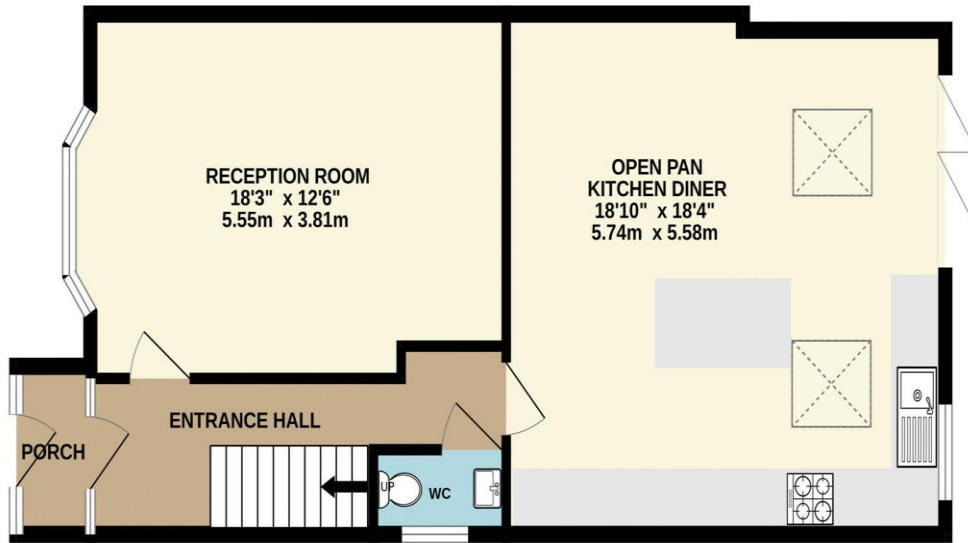 RECEPTION ROOM
18'3" x 12'6"
5.55m x 3.81m
OPEN PAN
KITCHEN DINER
18'10" x 18'4"
5.74m x 5.58m
ENTRANCE HALL
PORCH
UP
WC